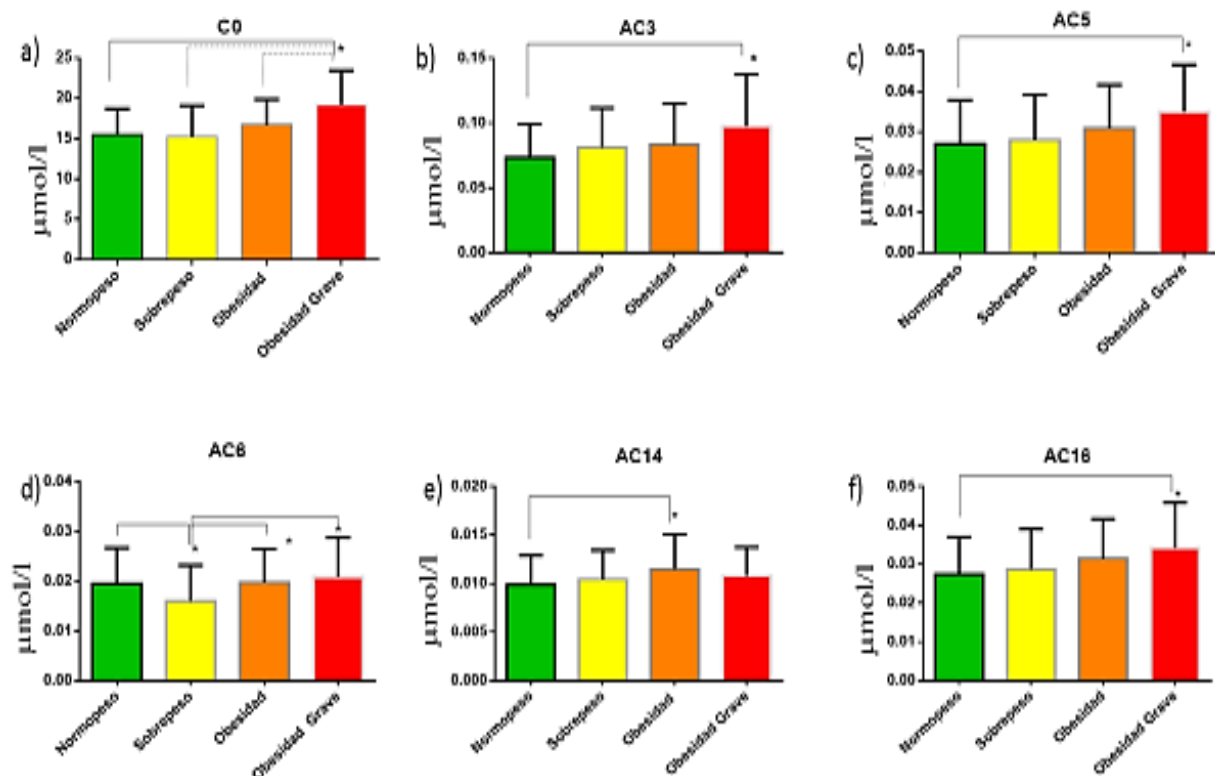 a)
C0
25
20
15
10
5
0
µmol/l
*
Normopeso
Sobrepeso
Obesidad
Obesidad Grave
b)
AC3
0.15
0.10
0.05
0.00
µmol/l
*
Normopeso
Sobrepeso
Obesidad
Obesidad Grave
c)
AC5
0.05
0.04
0.03
0.02
0.01
0.00
µmol/l
*
Normopeso
Sobrepeso
Obesidad
Obesidad Grave
d)
AC6
0.04
0.03
0.02
0.01
0.00
µmol/l
*
*
*
Normopeso
Sobrepeso
Obesidad
Obesidad Grave
e)
AC14
0.020
0.015
0.010
0.005
0.000
µmol/l
*
Normopeso
Sobrepeso
Obesidad
Obesidad Grave
f)
AC16
0.05
0.04
0.03
0.02
0.01
0.00
µmol/l
*
Normopeso
Sobrepeso
Obesidad
Obesidad Grave